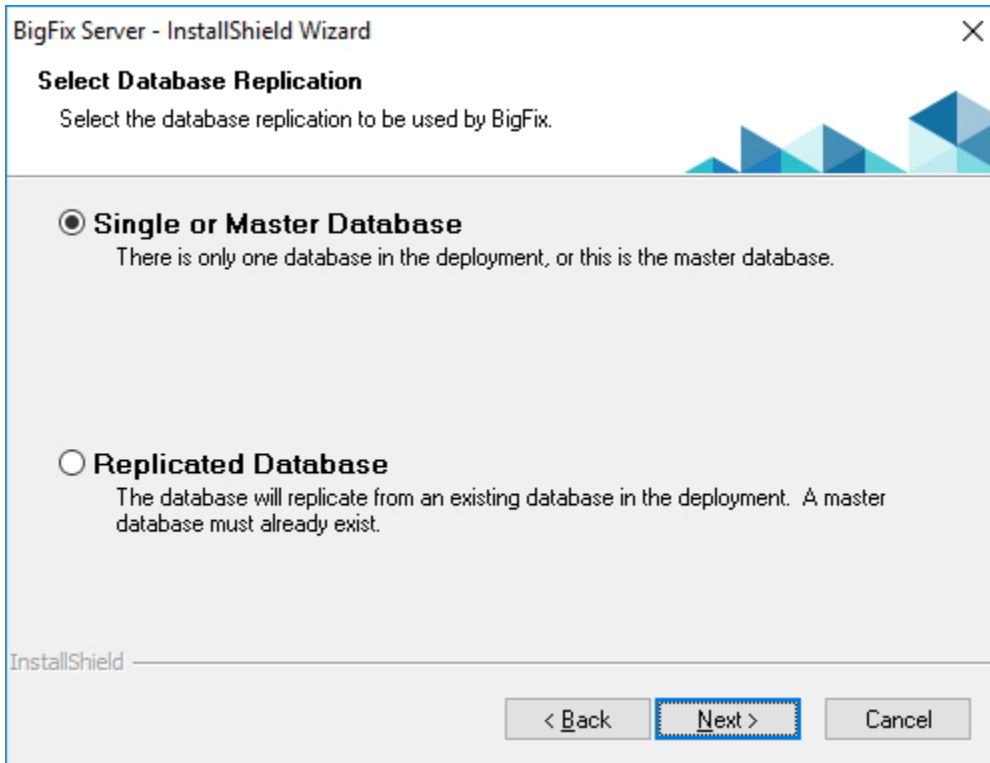 BigFix Server - InstallShield Wizard
Select Database Replication
Select the database replication to be used by BigFix.
Single or Master Database
There is only one database in the deployment, or this is the master database.
Replicated Database
The database will replicate from an existing database in the deployment.  A master
database must already exist.
InstallShield
< Back
Next >
Cancel